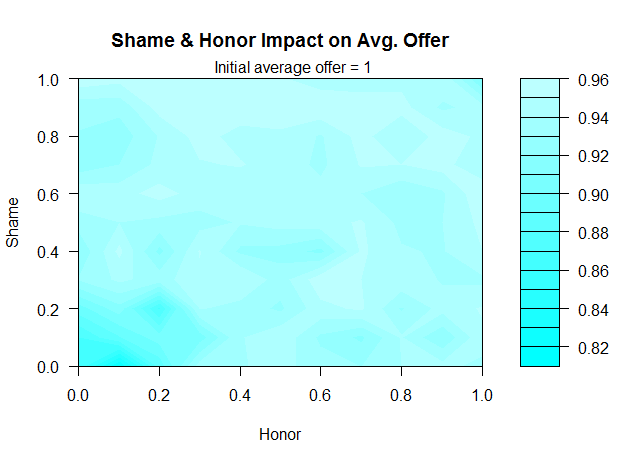 Shame & Honor Impact on Avg. Offer
Initial average offer = 1
1.0
0.8
0.6
0.4
0.2
0.0
Shame
0.0 0.2 0.4 0.6 0.8 1.0
Honor
0.96
0.94
0.92
0.90
0.88
0.86
0.84
0.82